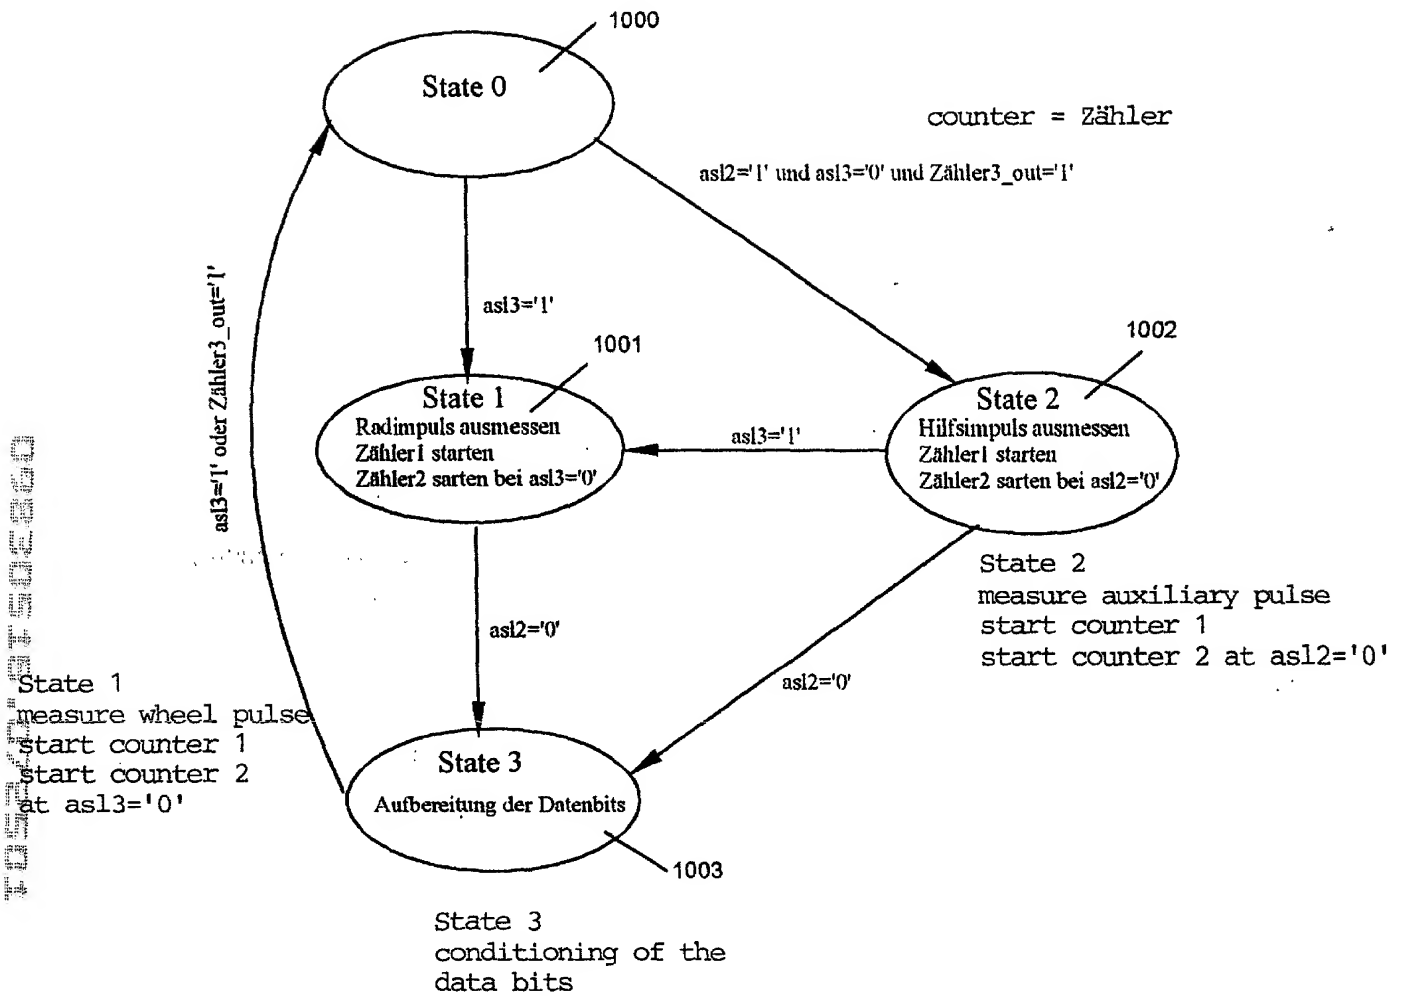 1000
State 0
counter = Zähler
asl2='1' und asl3='0' und Zähler3_out='1'
asl3='1' oder Zähler3_out='1'
asl3='1'
1001
1002
State 1
Radimpuls ausmessen
Zähler1 starten
Zähler2 sarten bei asl3='0'
asl3='1'
State 2
Hilfsimpuls ausmessen
Zähler1 starten
Zähler2 sarten bei asl2='0'
State 2
measure auxiliary pulse
start counter 1
start counter 2 at asl2='0'
asl2='0'
asl2='0'
State 1
measure wheel pulse
start counter 1
start counter 2
at asl3='0'
State 3
Aufbereitung der Datenbits
1003
State 3
conditioning of the
data bits